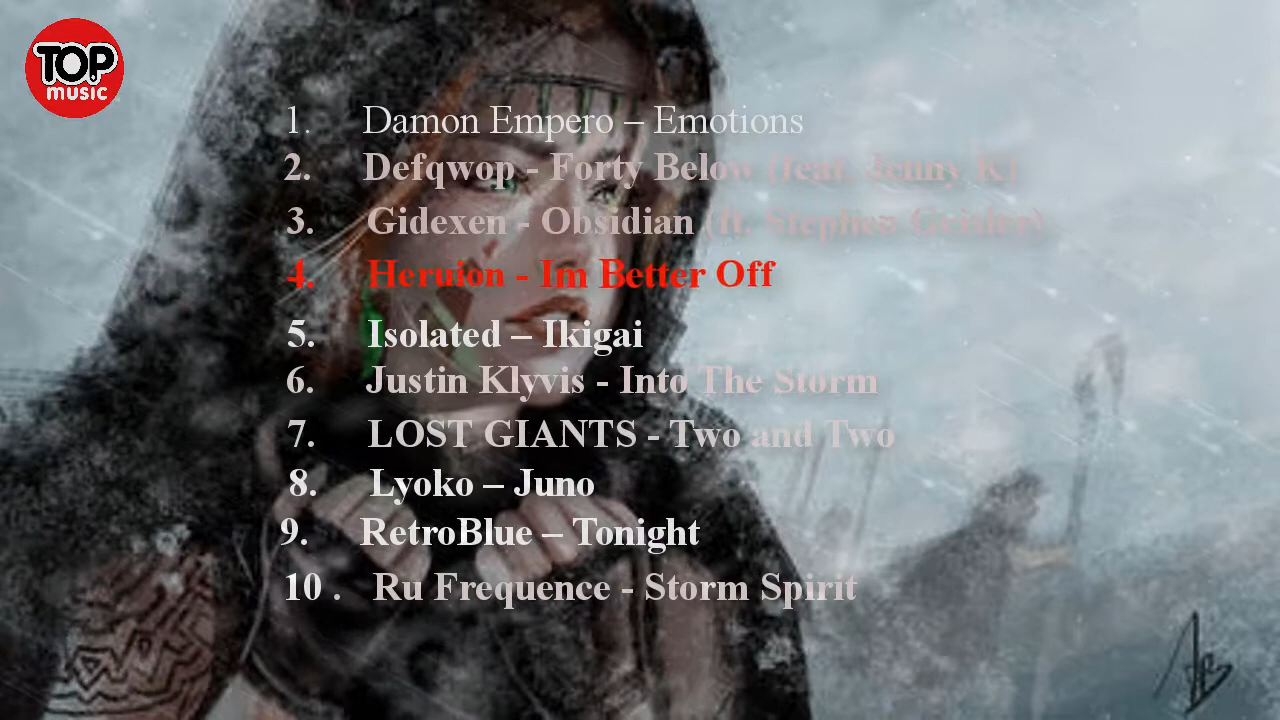 TOP
MUSIC
1. Damon Empero – Emotions
2. Defqwop - Forty Below (feat. Jenny K)
3. Gidexen - Obsidian (ft. Stephen Geisler)
4. Heruion - Im Better Off
5. Isolated – Ikigai
6. Justin Klyvis - Into The Storm
7. LOST GIANTS - Two and Two
8. Lyoko – Juno
9. RetroBlue – Tonight
10 . Ru Frequence - Storm Spirit